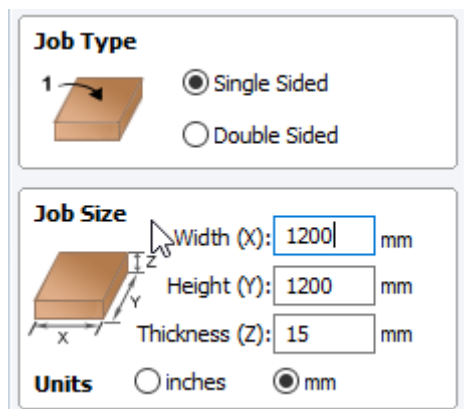 Job Type
1
Single Sided
Double Sided
Job Size
Width (X): 1200 mm
Z
Height (Y): 1200 mm
Y
X
Thickness (Z): 15 mm
Units inches mm